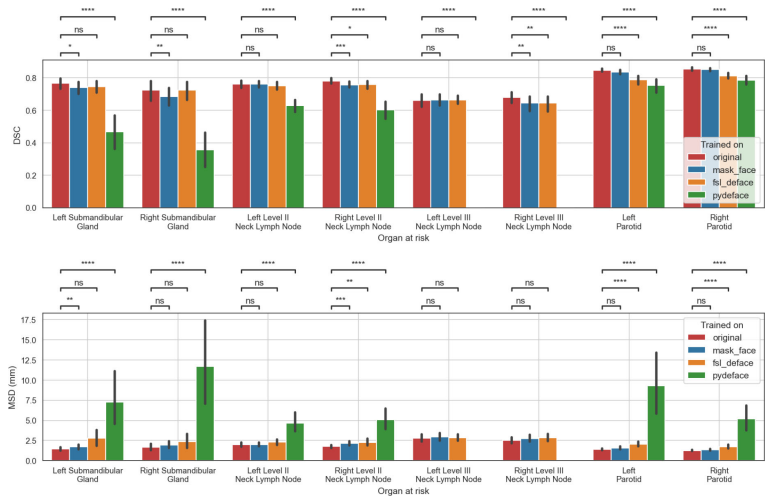 **** **** **** **** **** **** **** ****
ns ns ns * ns ** **** ****
* ** ns *** ns ** ns ns
DSC
0.8
0.6
0.4
0.2
0.0
Trained on
original
mask_face
fsl_deface
pydeface
Left Submandibular Gland
Right Submandibular Gland
Left Level II Neck Lymph Node
Right Level II Neck Lymph Node
Left Level III Neck Lymph Node
Right Level III Neck Lymph Node
Left Parotid
Right Parotid
Organ at risk
**** **** **** **** **** ****
ns ns ns ** ns ns **** ****
** ns ns *** ns ns ns ns
MSD (mm)
17.5
15.0
12.5
10.0
7.5
5.0
2.5
0.0
Trained on
original
mask_face
fsl_deface
pydeface
Left Submandibular Gland
Right Submandibular Gland
Left Level II Neck Lymph Node
Right Level II Neck Lymph Node
Left Level III Neck Lymph Node
Right Level III Neck Lymph Node
Left Parotid
Right Parotid
Organ at risk